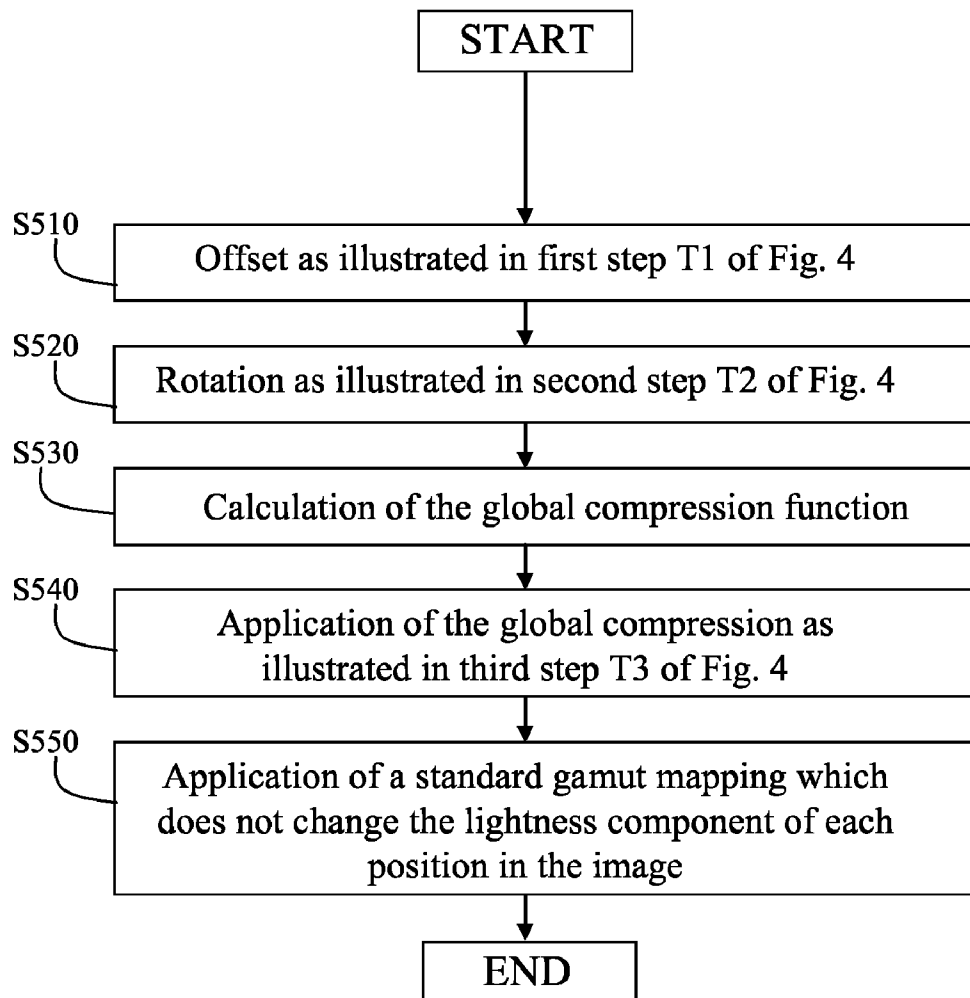 START
S510
Offset as illustrated in first step T1 of Fig. 4
S520
Rotation as illustrated in second step T2 of Fig. 4
S530
Calculation of the global compression function
S540
Application of the global compression as
illustrated in third step T3 of Fig. 4
S550
Application of a standard gamut mapping which
does not change the lightness component of each
position in the image
END